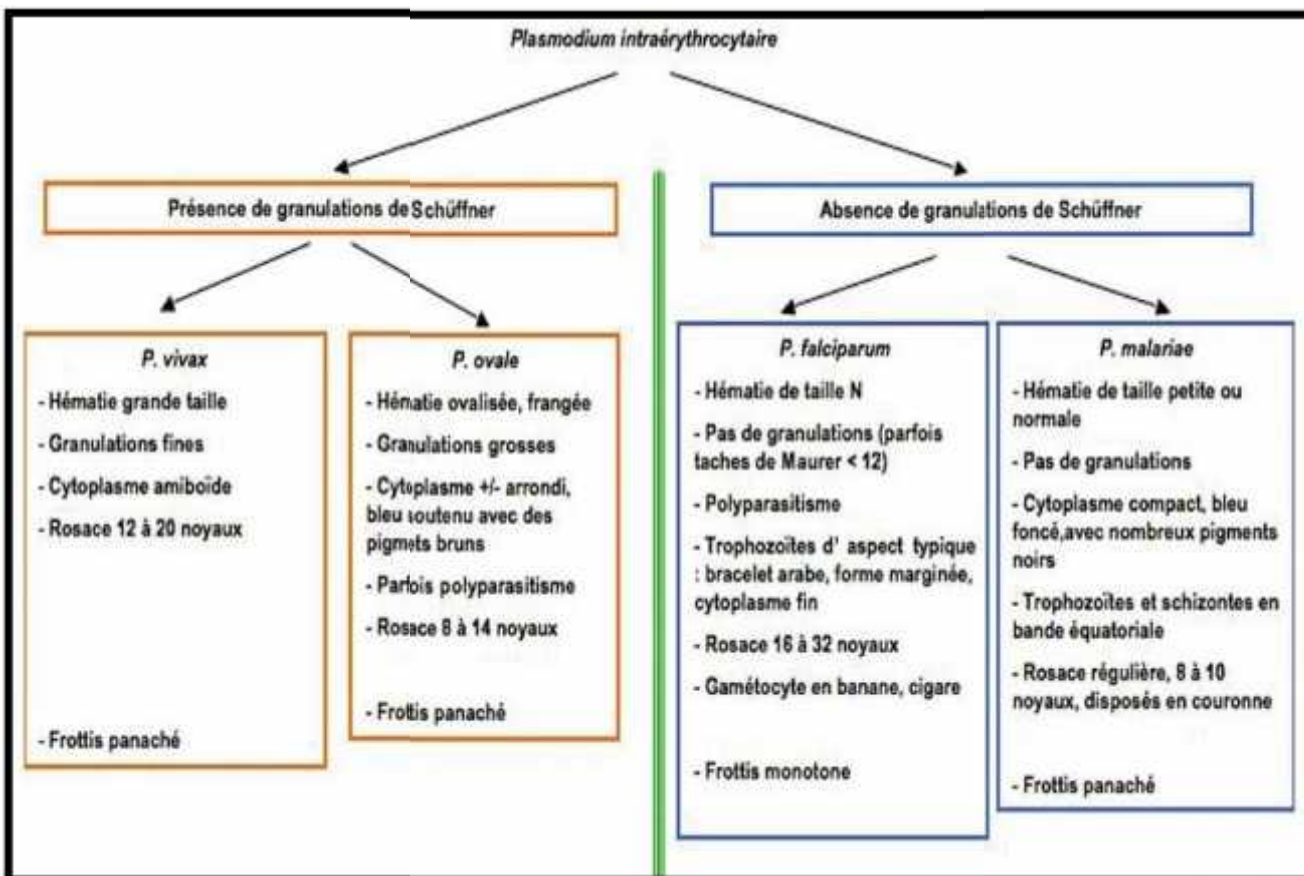 Plasmodium intraérythrocytaire
Présence de granulations de Schüffner
Absence de granulations de Schüffner
P. vivax
- Hématie grande taille
- Granulations fines
- Cytoplasme amiboïde
- Rosace 12 à 20 noyaux
- Frottis panaché
P. ovale
- Hématie ovalisée, frangée
- Granulations grosses
- Cytoplasme +/- arrondi,
bleu soutenu avec des
pigmets bruns
- Parfois polyparasitisme
- Rosace 8 à 14 noyaux
- Frottis panaché
P. falciparum
- Hématie de taille N
- Pas de granulations (parfois
taches de Maurer < 12)
- Polyparasitisme
- Trophozoïtes d' aspect typique
: bracelet arabe, forme marginée,
cytoplasme fin
- Rosace 16 à 32 noyaux
- Gamétocyte en banane, cigare
- Frottis monotone
P. malariae
- Hématie de taille petite ou
normale
- Pas de granulations
- Cytoplasme compact, bleu
foncé,avec nombreux pigments
noirs
- Trophozoïtes et schizontes en
bande équatoriale
- Rosace régulière, 8 à 10
noyaux, disposés en couronne
- Frottis panaché